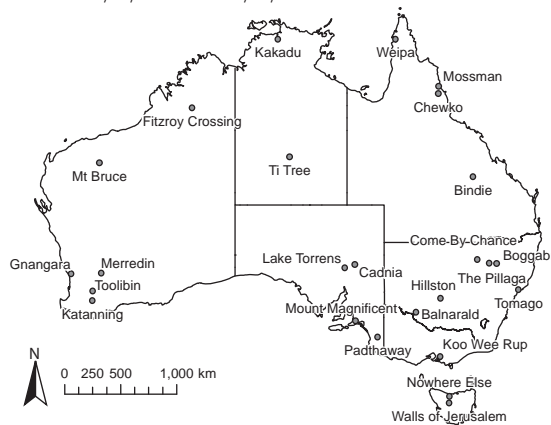 Kakadu
Weipa
Mossman
Chewko
Fitzroy Crossing
Ti Tree
Mt Bruce
Bindie
Come-By-Chance
Boggab
Gnangara
Merredin
Lake Torrens
Cadnia
The Pillaga
Toolibin
Hillston
Tomago
Katanning
Mount Magnificent
Balnarald
Padthaway
Koo Wee Rup
N
0 250 500 1,000 km
Nowhere Else
Walls of Jerusalem